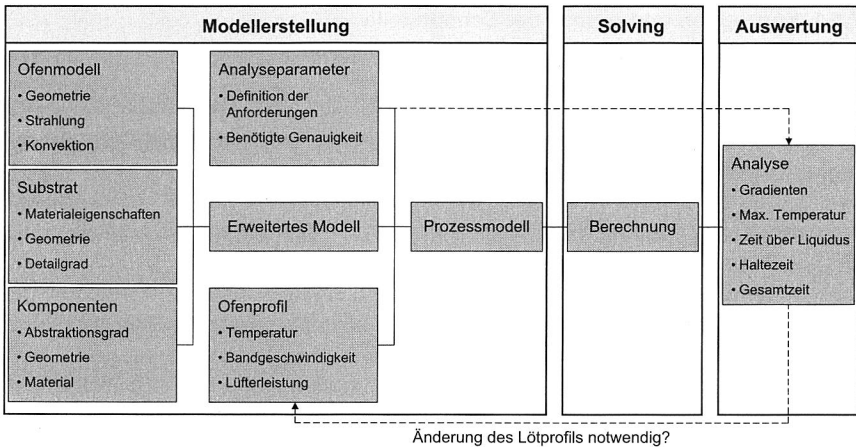 Modellerstellung
Solving
Auswertung
Ofenmodell
• Geometrie
• Strahlung
• Konvektion
Analyseparameter
• Definition der
Anforderungen
• Benötigte Genauigkeit
Substrat
• Materialeigenschaften
• Geometrie
• Detailgrad
Erweitertes Modell
Prozessmodell
Berechnung
Analyse
• Gradienten
• Max. Temperatur
• Zeit über Liquidus
• Haltezeit
• Gesamtzeit
Komponenten
• Abstraktionsgrad
• Geometrie
• Material
Ofenprofil
• Temperatur
• Bandgeschwindigkeit
• Lüfterleistung
Änderung des Lötprofils notwendig?